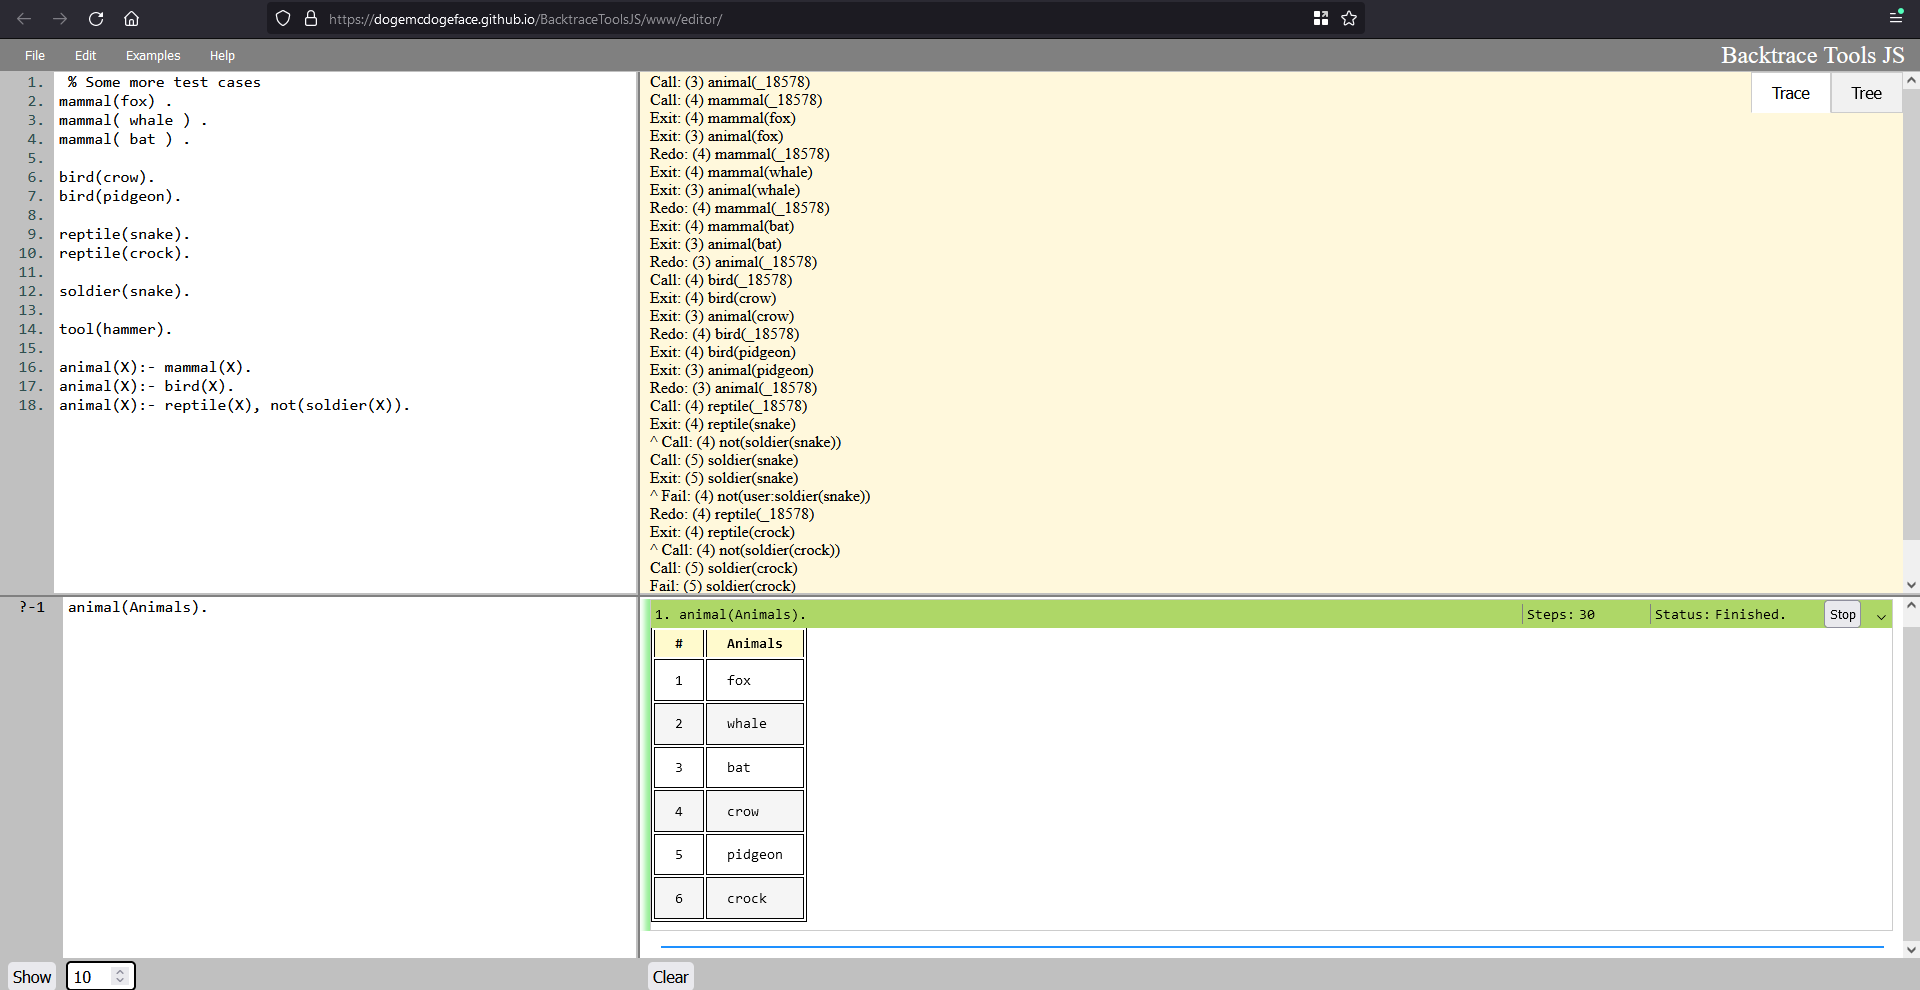 https://dogemcdogeface.github.io/BacktraceToolsJS/www/editor/
File Edit Examples Help
Backtrace Tools JS
1. % Some more test cases
2. mammal(fox) .
3. mammal( whale ) .
4. mammal( bat ) .
5.
6. bird(crow).
7. bird(pidgeon).
8.
9. reptile(snake).
10. reptile(crock).
11.
12. soldier(snake).
13.
14. tool(hammer).
15.
16. animal(X):- mammal(X).
17. animal(X):- bird(X).
18. animal(X):- reptile(X), not(soldier(X)).
Trace Tree
Call: (3) animal(_18578)
Call: (4) mammal(_18578)
Exit: (4) mammal(fox)
Exit: (3) animal(fox)
Redo: (4) mammal(_18578)
Exit: (4) mammal(whale)
Exit: (3) animal(whale)
Redo: (4) mammal(_18578)
Exit: (4) mammal(bat)
Exit: (3) animal(bat)
Redo: (3) animal(_18578)
Call: (4) bird(_18578)
Exit: (4) bird(crow)
Exit: (3) animal(crow)
Redo: (4) bird(_18578)
Exit: (4) bird(pidgeon)
Exit: (3) animal(pidgeon)
Redo: (3) animal(_18578)
Call: (4) reptile(_18578)
Exit: (4) reptile(snake)
^ Call: (4) not(soldier(snake))
Call: (5) soldier(snake)
Exit: (5) soldier(snake)
^ Fail: (4) not(user:soldier(snake))
Redo: (4) reptile(_18578)
Exit: (4) reptile(crock)
^ Call: (4) not(soldier(crock))
Call: (5) soldier(crock)
Fail: (5) soldier(crock)
?-1 animal(Animals).
1. animal(Animals). Steps: 30 Status: Finished. Stop
# Animals
1 fox
2 whale
3 bat
4 crow
5 pidgeon
6 crock
Show 10
Clear